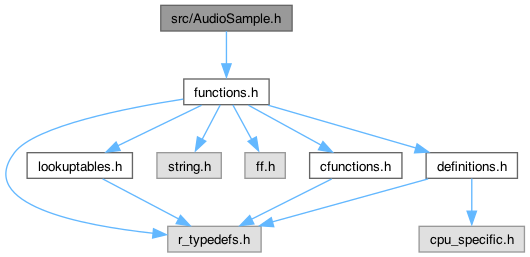 src/AudioSample.h
functions.h
lookuptables.h
string.h
ff.h
cfunctions.h
definitions.h
r_typedefs.h
cpu_specific.h